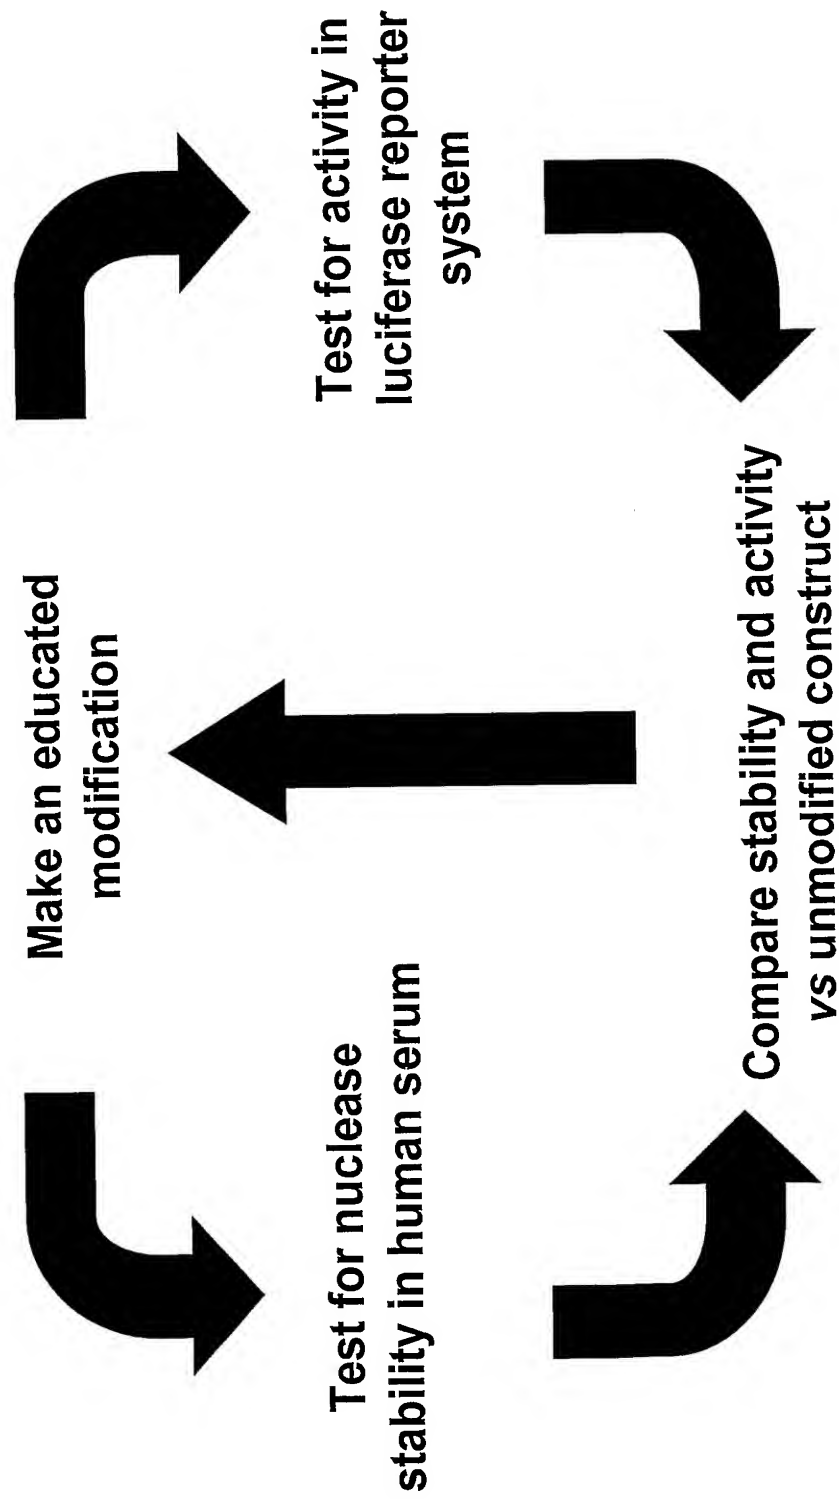 Make an educated
modification
Test for nuclease
stability in human serum
Test for activity in
luciferase reporter
system
Compare stability and activity
vs unmodified construct